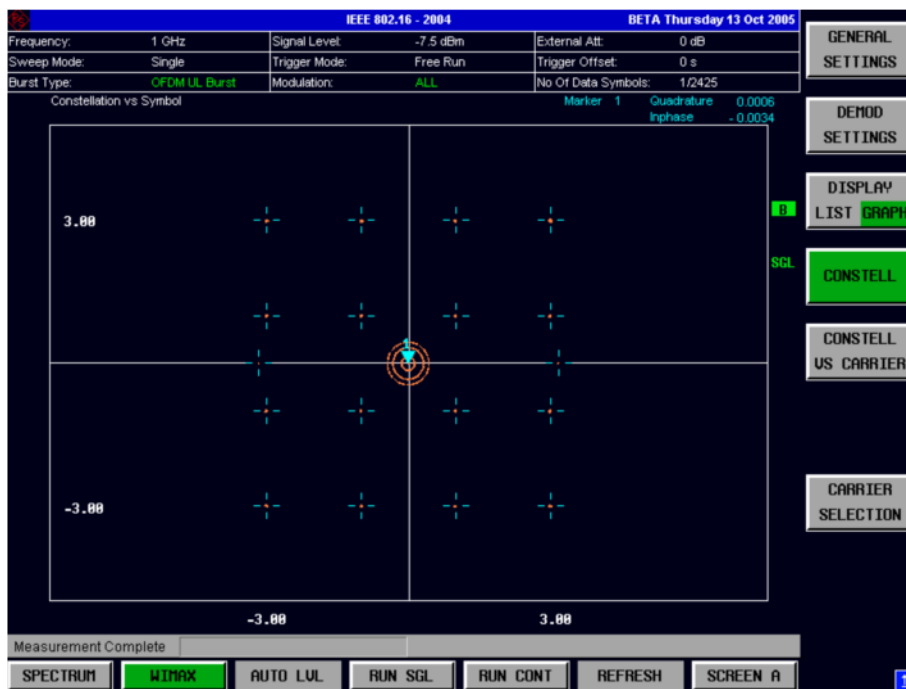 IEEE 802.16 - 2004 BETA Thursday 13 Oct 2005
Frequency: 1 GHz Signal Level: -7.5 dBm External Att: 0 dB
Sweep Mode: Single Trigger Mode: Free Run Trigger Offset: 0 s
Burst Type: OFDM UL Burst Modulation: ALL No Of Data Symbols: 1/2425
Constellation vs Symbol Marker 1 Quadrature 0.0006
Inphase - 0.0034
3.00
-3.00
-3.00 3.00
1
B
SGL
GENERAL
SETTINGS
DEMOD
SETTINGS
DISPLAY
LIST GRAPH
CONSTELL
CONSTELL
VS CARRIER
CARRIER
SELECTION
Measurement Complete
SPECTRUM WIMAX AUTO LVL RUN SGL RUN CONT REFRESH SCREEN A
1